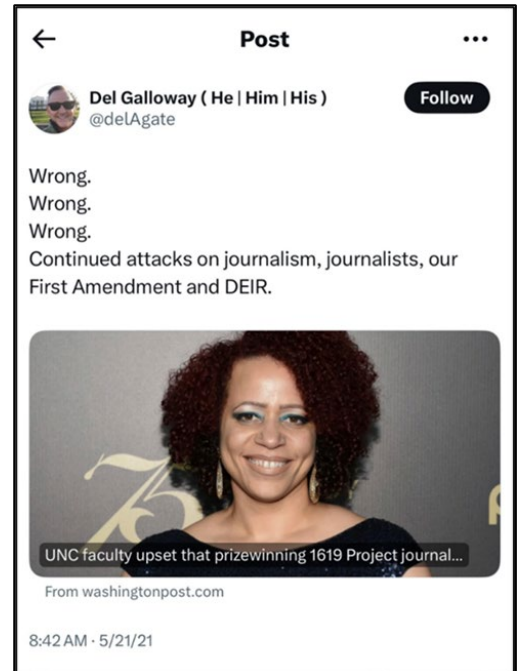 Post
Del Galloway ( He | Him | His )
Follow
@delAgate
Wrong.
Wrong.
Wrong.
Continued attacks on journalism, journalists, our
First Amendment and DEIR.
75
UNC faculty upset that prizewinning 1619 Project journal...
From washingtonpost.com
8:42 AM · 5/21/21